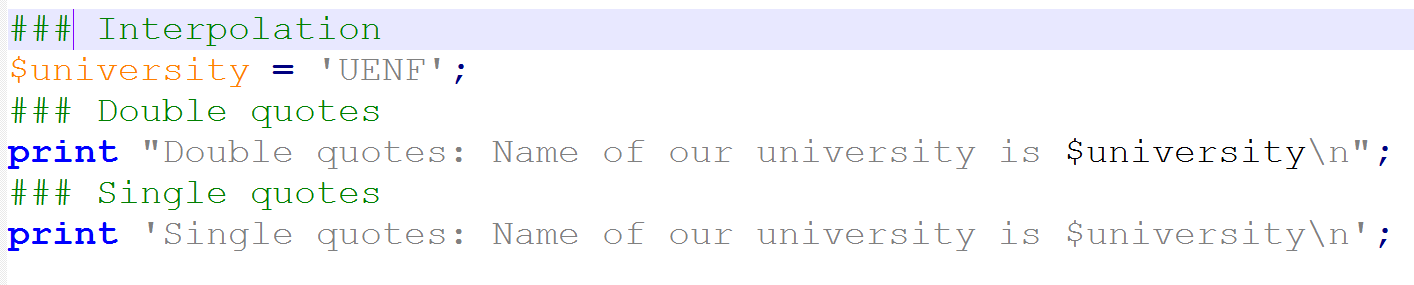 ### Interpolation
$university = 'UENF';
### Double quotes
print "Double quotes: Name of our university is $university\n";
### Single quotes
print 'Single quotes: Name of our university is $university\n';